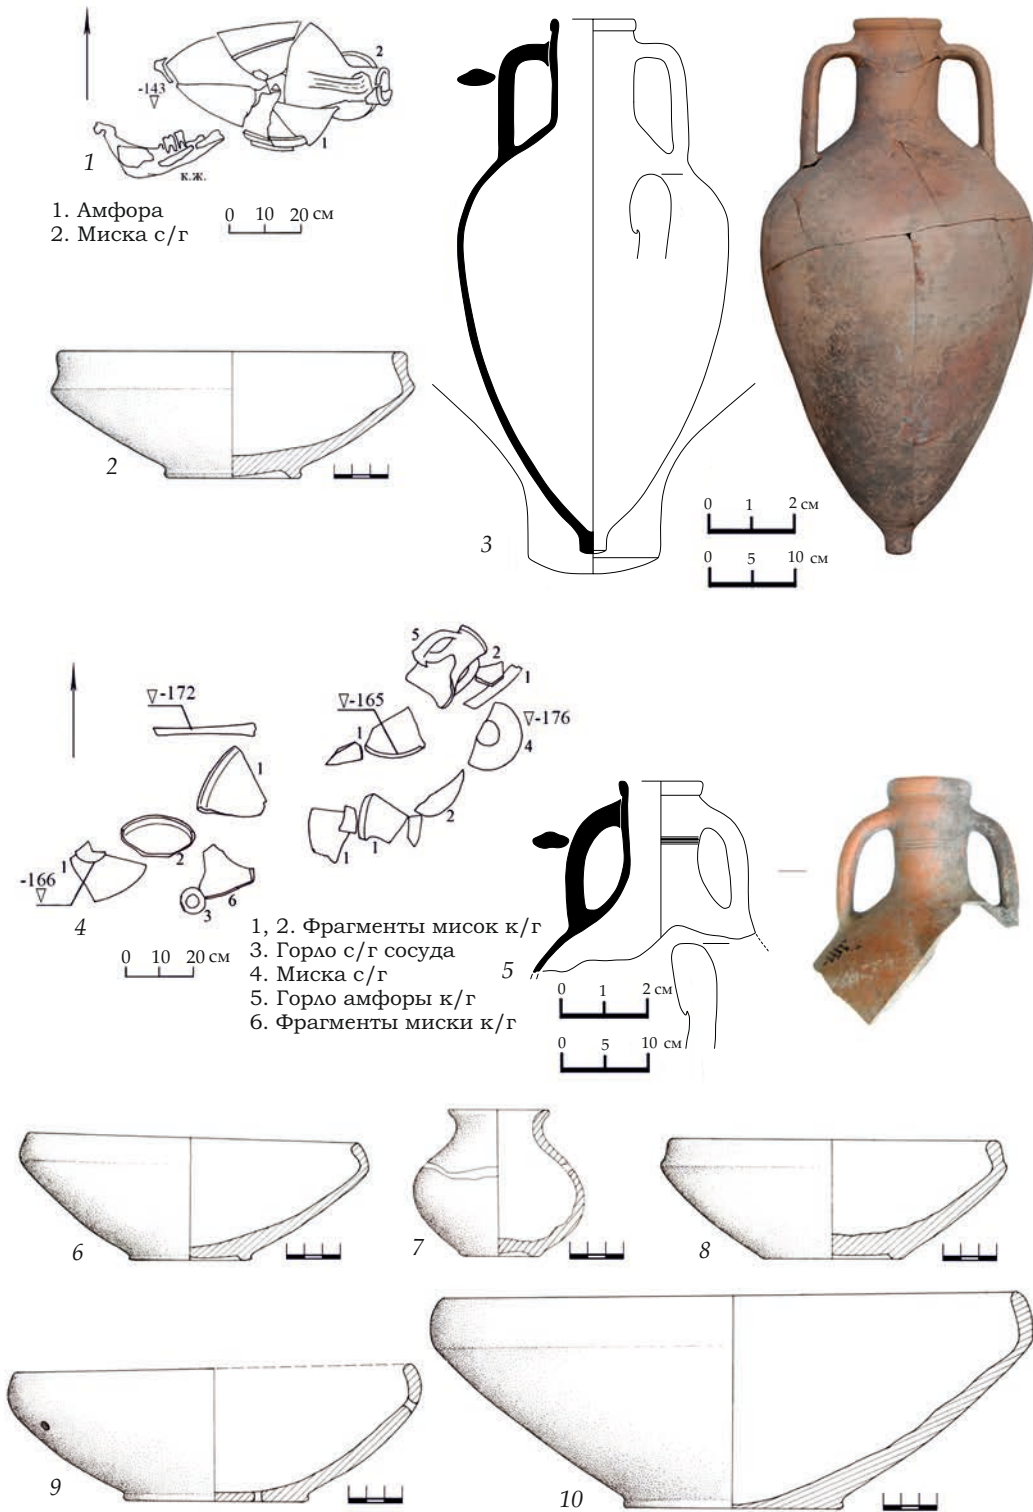 2
-143
1
1
к.ж.
1. Амфора
2. Миска с/г
0 10 20 см
2
3
0 1 2 см
0 5 10 см
5
2
1
-172
-165
-176
4
1
1
2
1
1
2
1
-166
3
6
4
0 10 20 см
1, 2. Фрагменты мисок к/г
3. Горло с/г сосуда
4. Миска с/г
5. Горло амфоры к/г
6. Фрагменты миски к/г
5
0 1 2 см
0 5 10 см
6
7
8
9
10